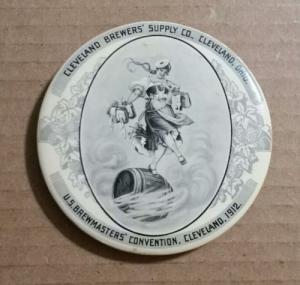 CLEVELAND BREWERS' SUPPLY CO., CLEVELAND, OHIO.
U.S. BREWMASTERS' CONVENTION, CLEVELAND, 1912.